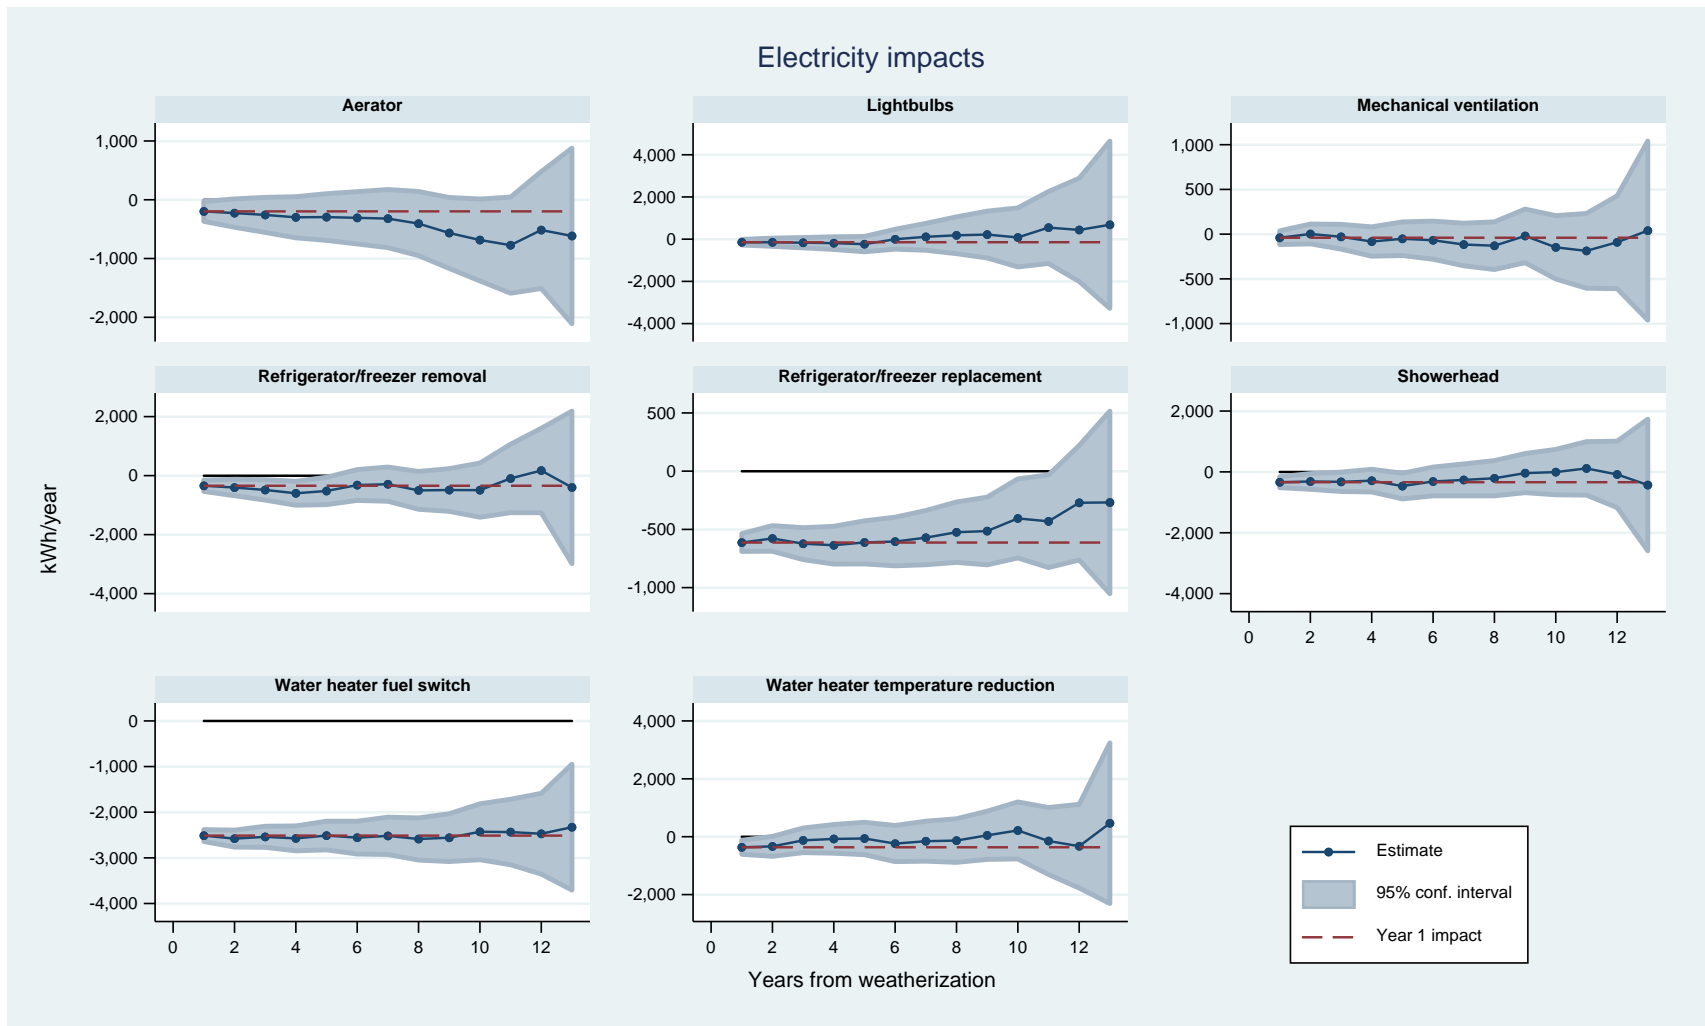 Electricity impacts
Aerator
1,000
0
-1,000
-2,000
Lightbulbs
4,000
2,000
0
-2,000
-4,000
Mechanical ventilation
1,000
500
0
-500
-1,000
Refrigerator/freezer removal
2,000
0
-2,000
-4,000
Refrigerator/freezer replacement
500
0
-500
-1,000
Showerhead
2,000
0
-2,000
-4,000
0 2 4 6 8 10 12
Water heater fuel switch
0
-1,000
-2,000
-3,000
-4,000
0 2 4 6 8 10 12
Water heater temperature reduction
4,000
2,000
0
-2,000
0 2 4 6 8 10 12
kWh/year
Years from weatherization
Estimate
95% conf. interval
Year 1 impact